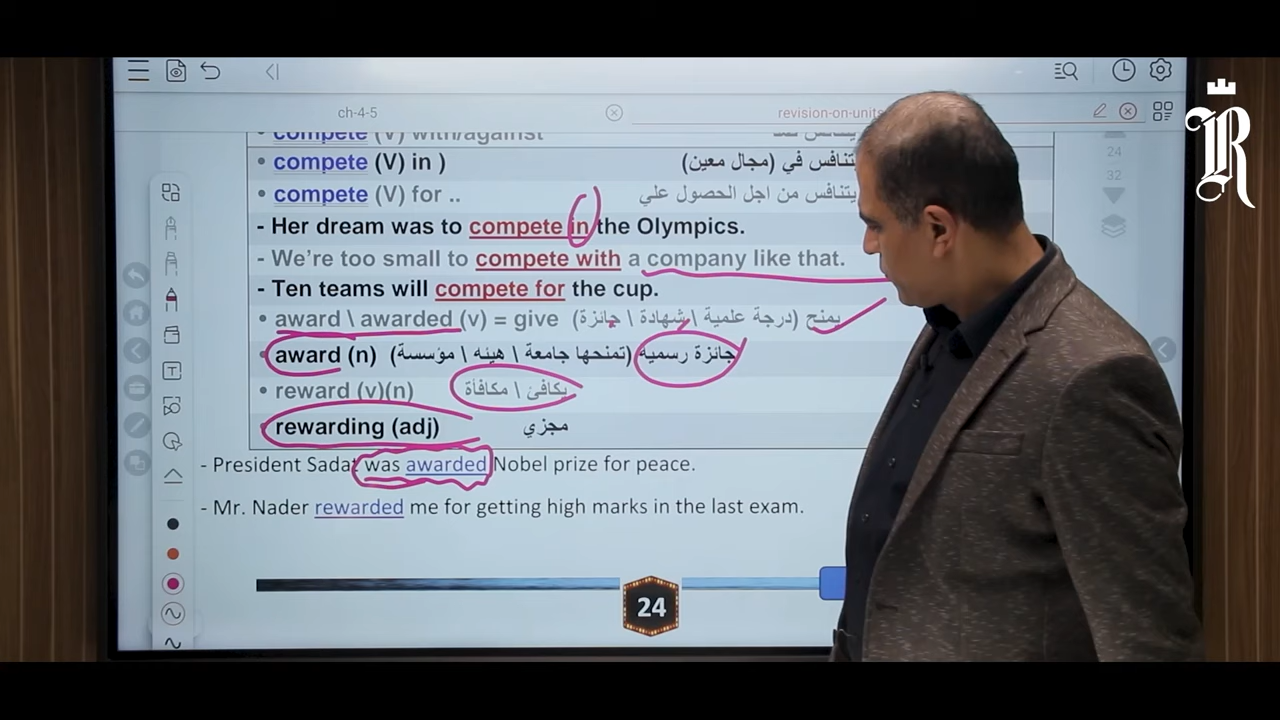 ch-4-5
revision-on-units
24
32
• compete (V) with/against
• compete (V) in ) يتنافس في (مجال معين)
• compete (V) for .. يتنافس من اجل الحصول علي
- Her dream was to compete in the Olympics.
- We're too small to compete with a company like that.
- Ten teams will compete for the cup.
• award \ awarded (v) = give يمنح (درجة علمية \ شهادة \ جائزة)
• award (n) جائزة رسميه (تمنحها جامعة \ هيئه \ مؤسسة)
• reward (v)(n) يكافئ \ مكافأة
• rewarding (adj) مجزي
- President Sadat was awarded Nobel prize for peace.
- Mr. Nader rewarded me for getting high marks in the last exam.
24
R